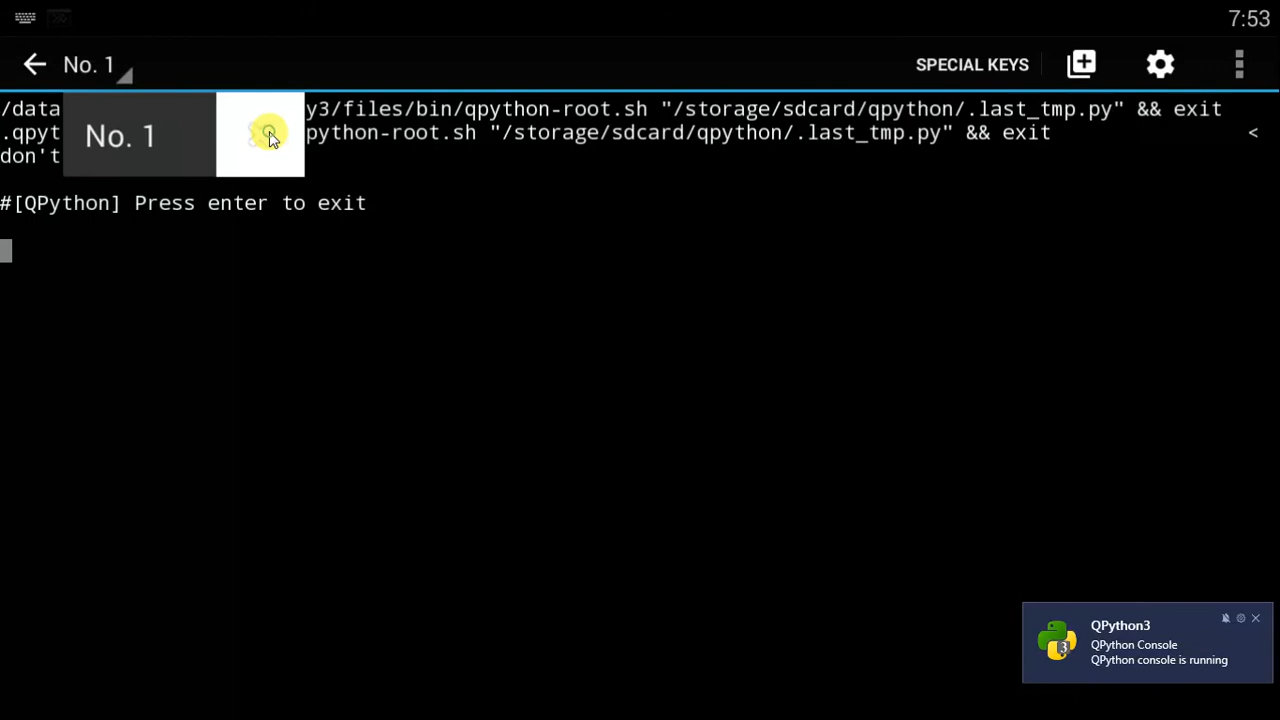 7:53
No. 1
SPECIAL KEYS
/data y3/files/bin/qpython-root.sh "/storage/sdcard/qpython/.last_tmp.py" && exit
.qpyt python-root.sh "/storage/sdcard/qpython/.last_tmp.py" && exit <
don't
No. 1
#[QPython] Press enter to exit
QPython3
QPython Console
QPython console is running
3